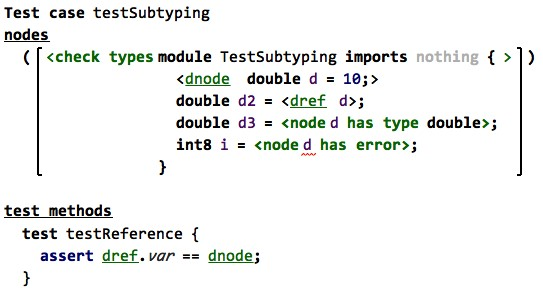 Test case testSubtyping
nodes
( <check types module TestSubtyping imports nothing { > )
<dnode double d = 10;>
double d2 = <dref d>;
double d3 = <node d has type double>;
int8 i = <node d has error>;
}
test methods
test testReference {
assert dref.var == dnode;
}